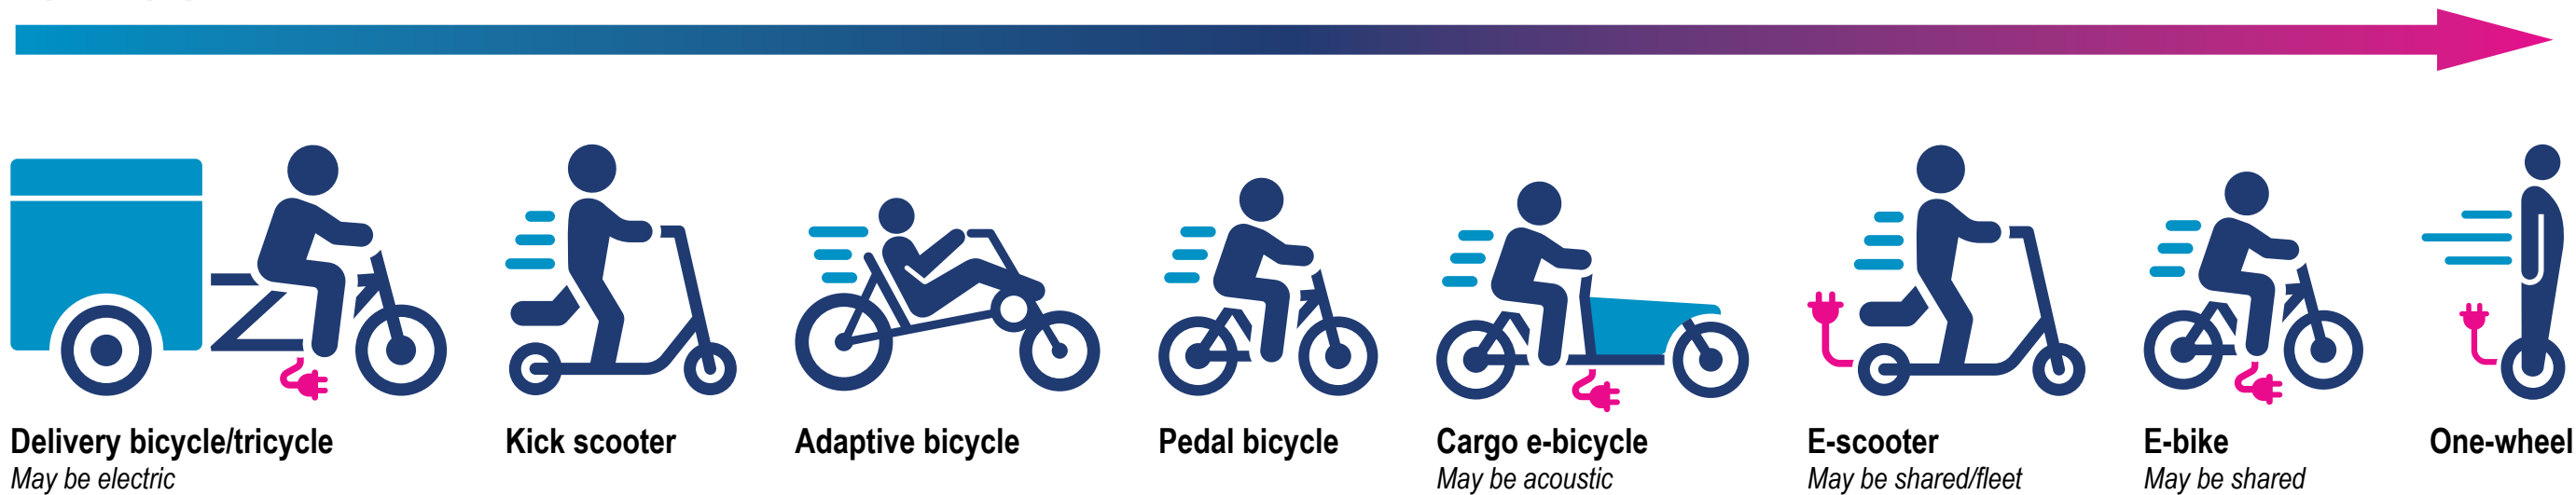 Delivery bicycle/tricycle
May be electric
Kick scooter
Adaptive bicycle
Pedal bicycle
Cargo e-bicycle
May be acoustic
E-scooter
May be shared/fleet
E-bike
May be shared
One-wheel